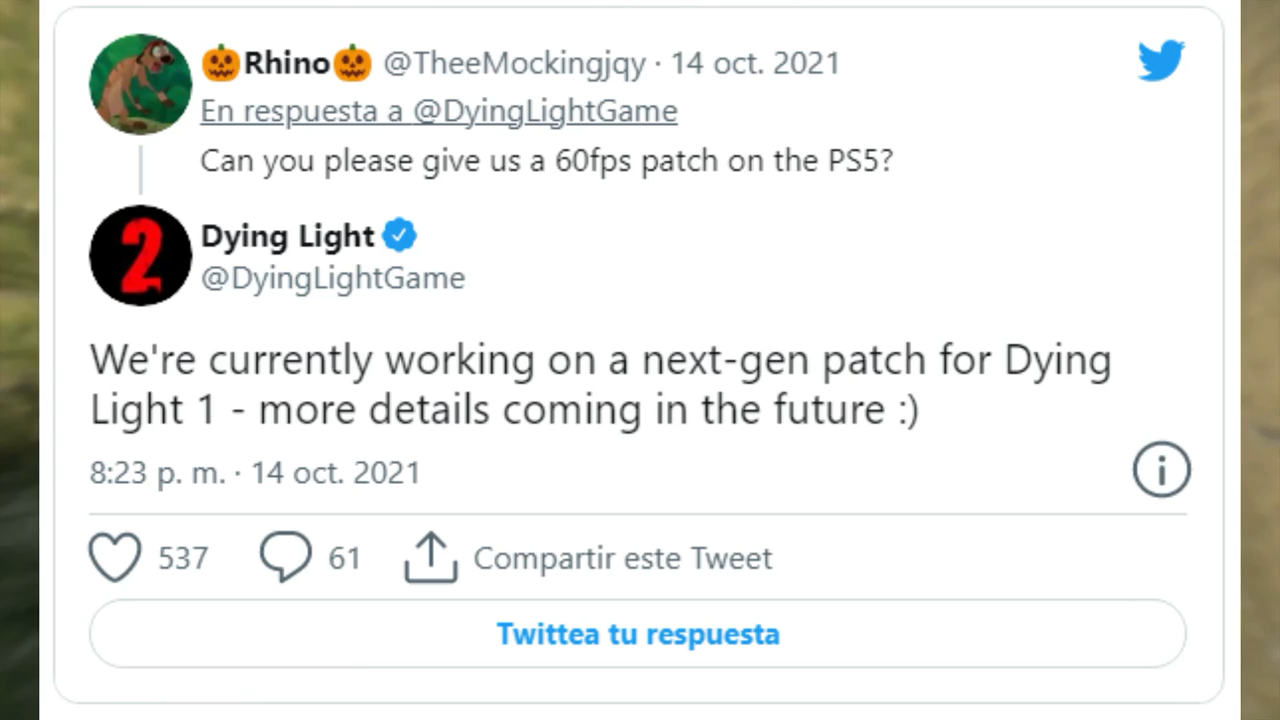 🎃Rhino🎃 @TheeMockingjqy · 14 oct. 2021
En respuesta a @DyingLightGame
Can you please give us a 60fps patch on the PS5?
2
Dying Light
@DyingLightGame
We're currently working on a next-gen patch for Dying
Light 1 - more details coming in the future :)
8:23 p. m. · 14 oct. 2021
537 61 Compartir este Tweet
Twittea tu respuesta